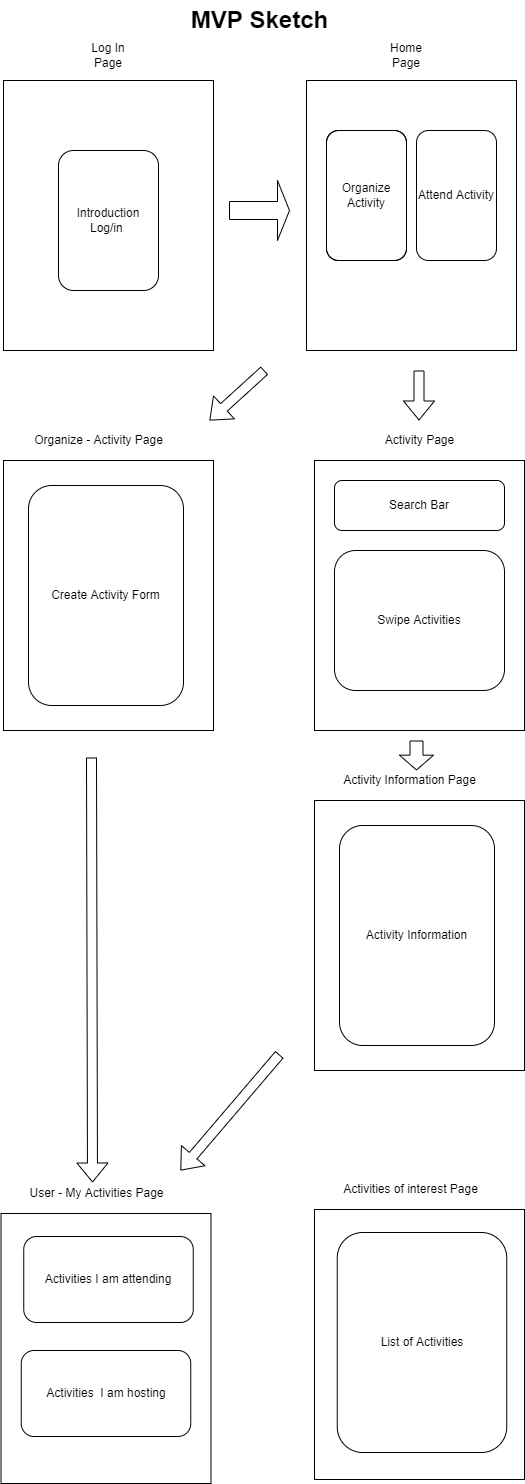 MVP Sketch
Log In
Page
Home
Page
Introduction
Log/in
Organize
Activity
Attend Activity
Organize - Activity Page
Activity Page
Create Activity Form
Search Bar
Swipe Activities
Activity Information Page
Activity Information
User - My Activities Page
Activities of interest Page
Activities I am attending
Activities  I am hosting
List of Activities